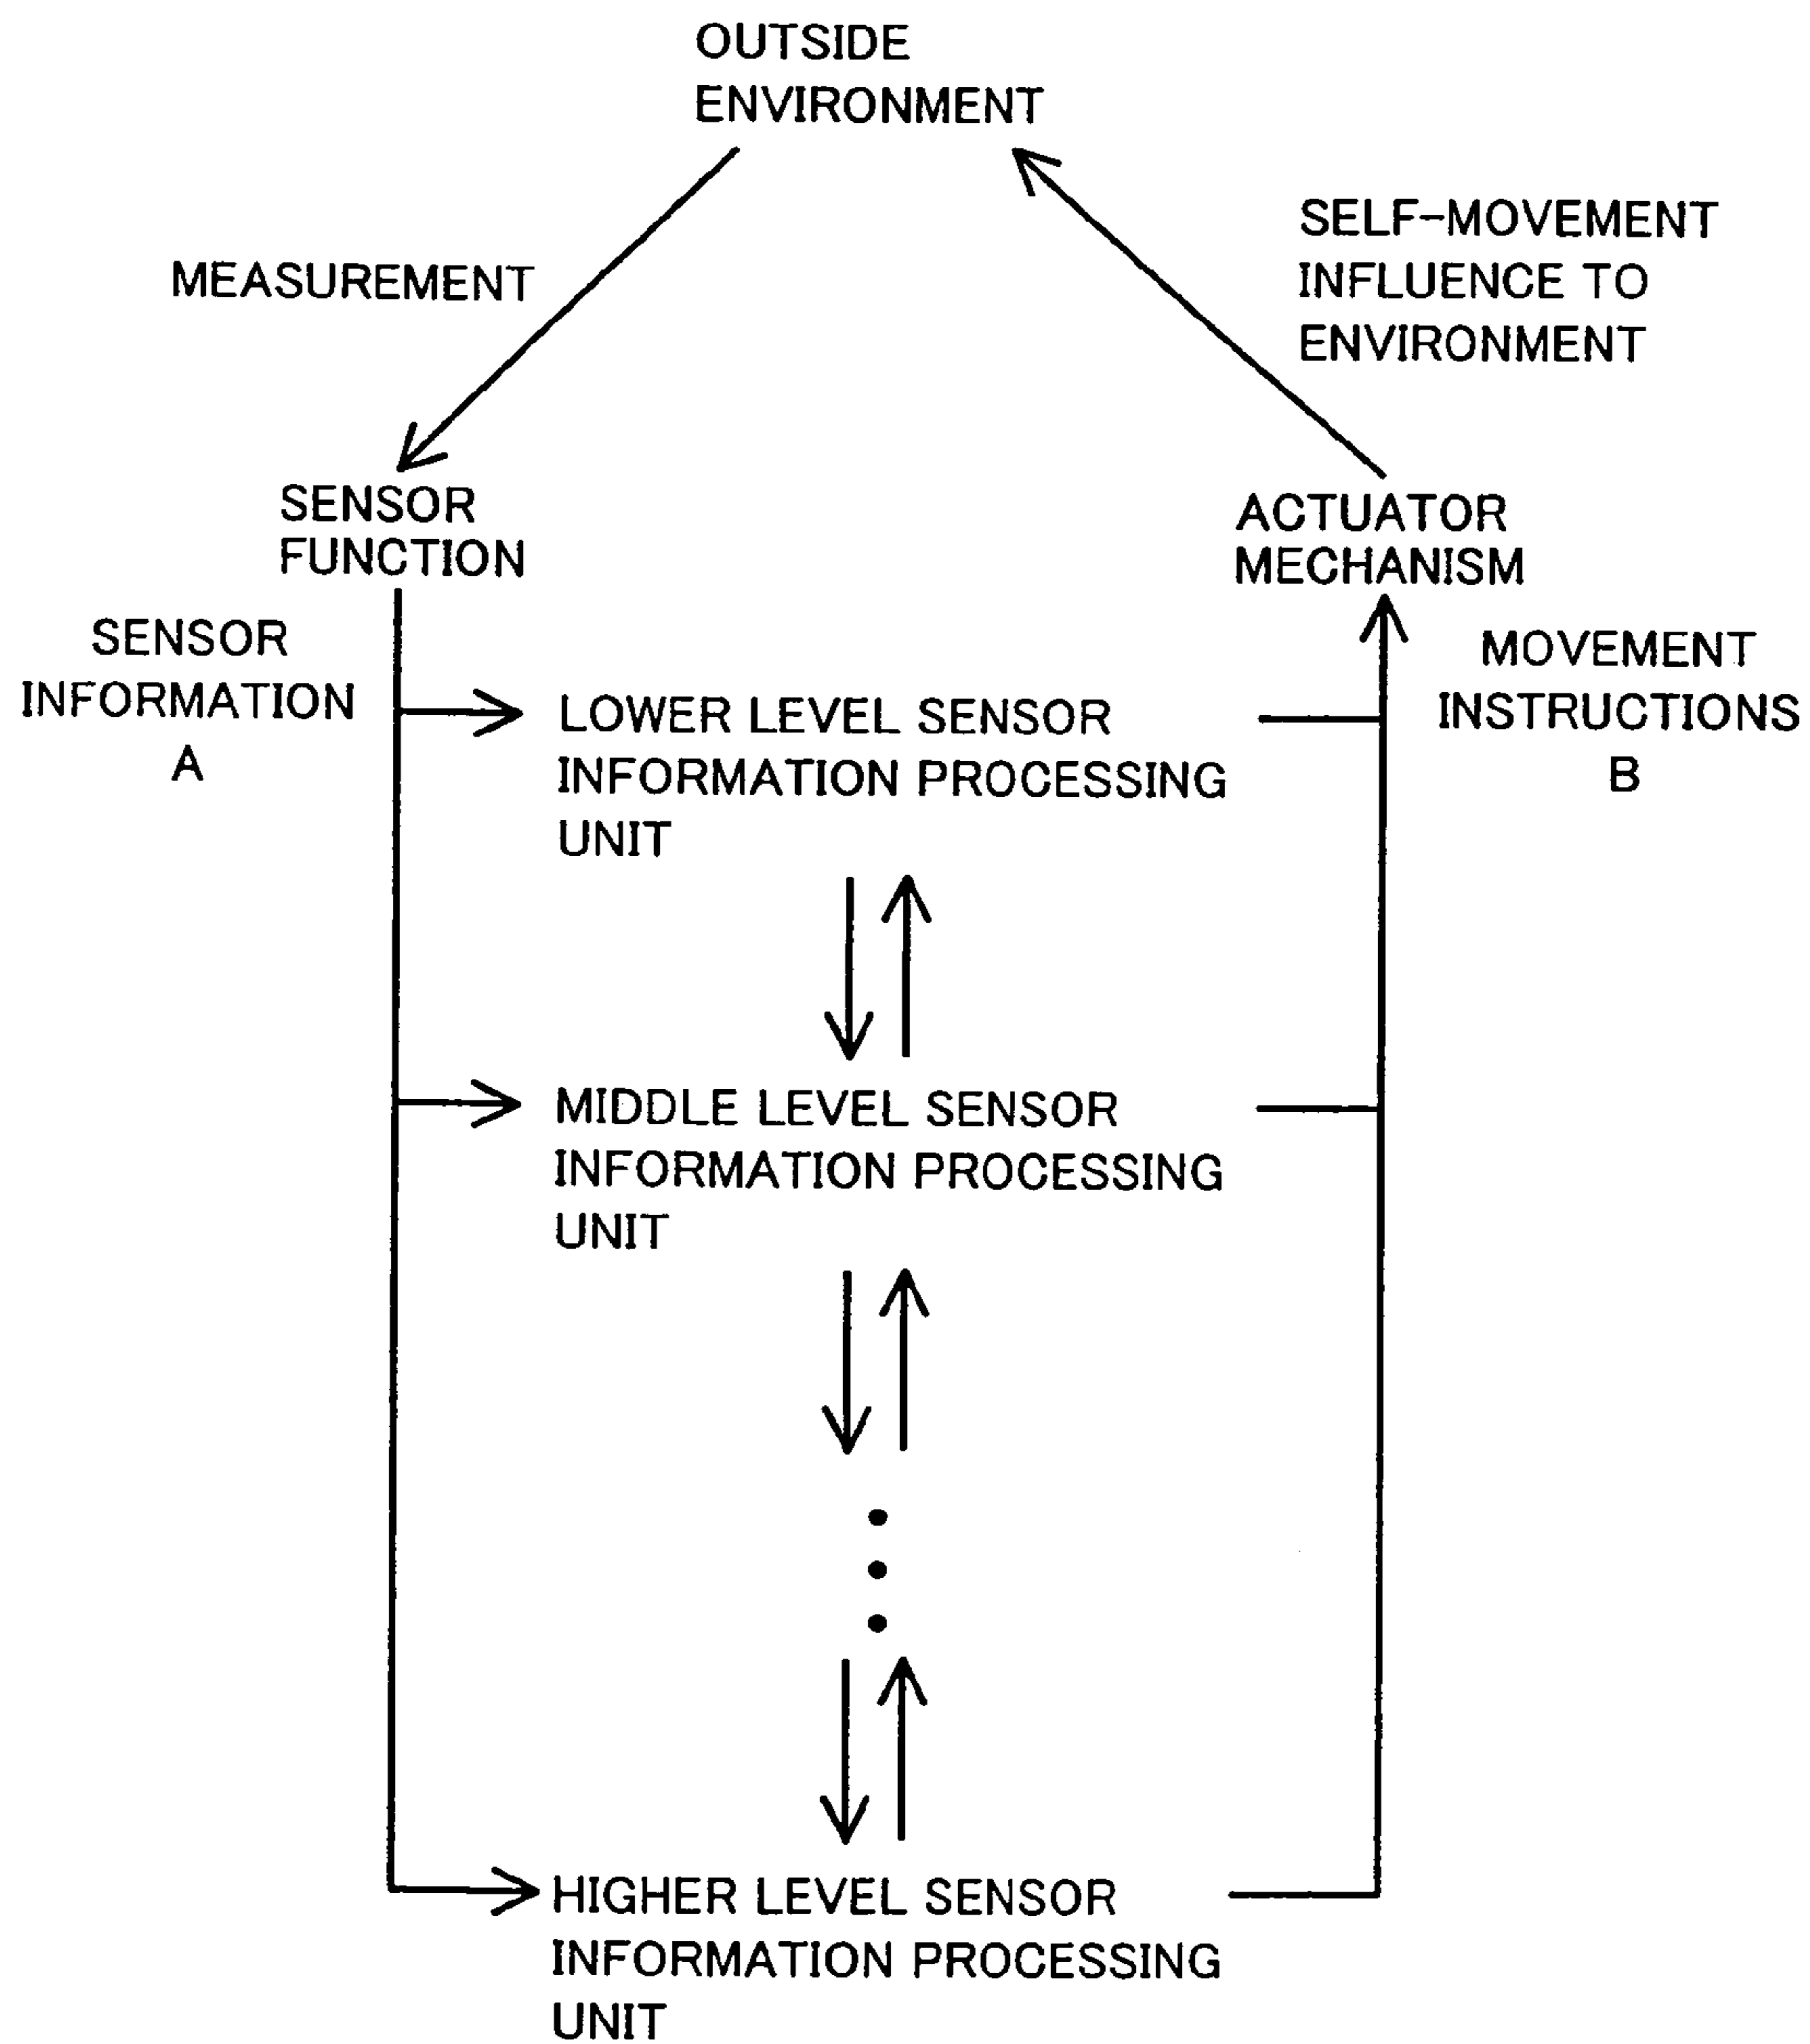 OUTSIDE
ENVIRONMENT
SELF-MOVEMENT
INFLUENCE TO
ENVIRONMENT
MEASUREMENT
SENSOR
FUNCTION
ACTUATOR
MECHANISM
SENSOR
INFORMATION
A
MOVEMENT
INSTRUCTIONS
B
LOWER LEVEL SENSOR
INFORMATION PROCESSING
UNIT
MIDDLE LEVEL SENSOR
INFORMATION PROCESSING
UNIT
HIGHER LEVEL SENSOR
INFORMATION PROCESSING
UNIT